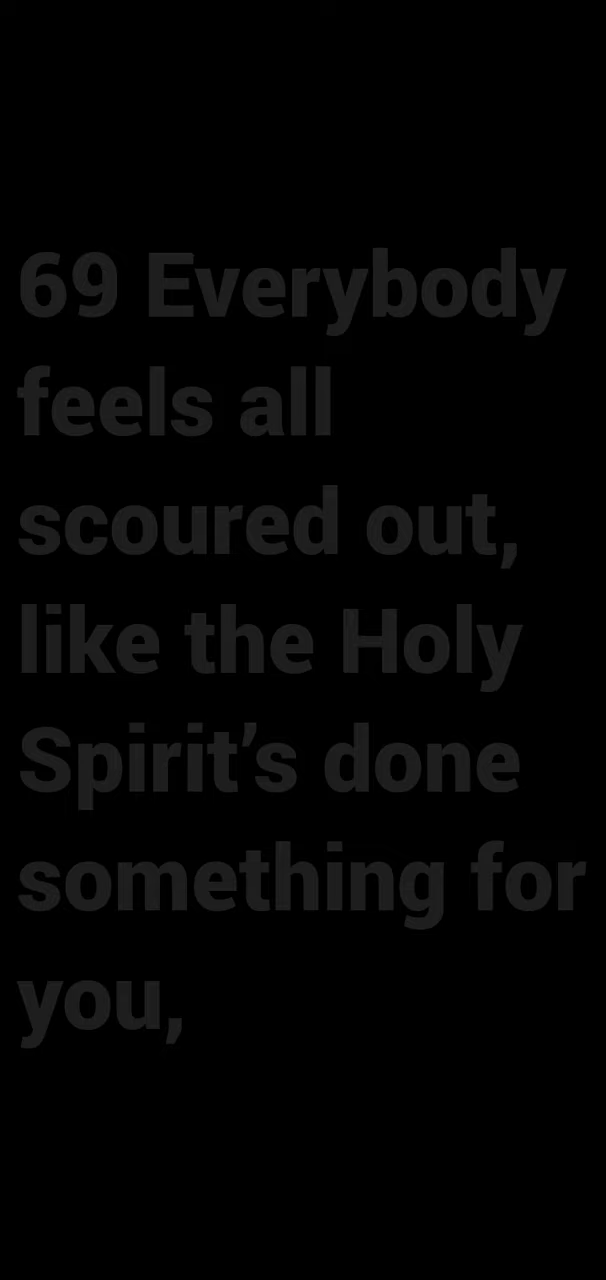 69 Everybody
feels all
scoured out,
like the Holy
Spirit’s done
something for
you,